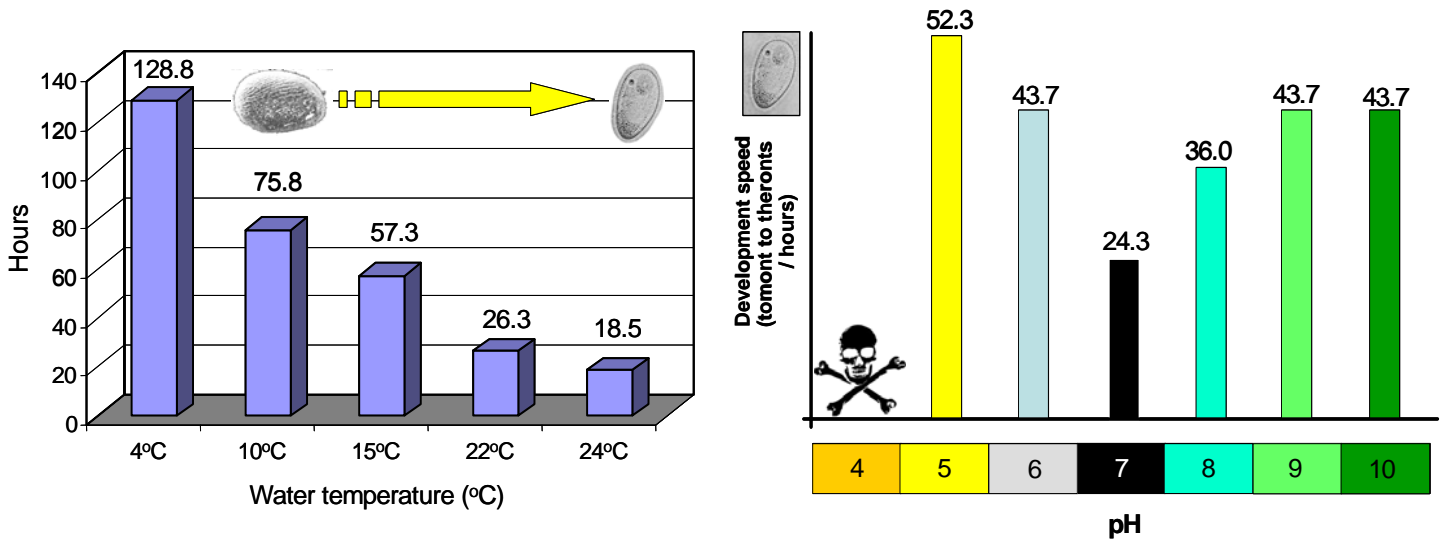 Hours
140
120
100
80
60
40
20
0
128.8
75.8
57.3
26.3
18.5
4ºC
10ºC
15ºC
22ºC
24ºC
Water temperature (ºC)
Development speed
(tomont to theronts
/ hours)
52.3
43.7
24.3
36.0
43.7
43.7
4
5
6
7
8
9
10
pH